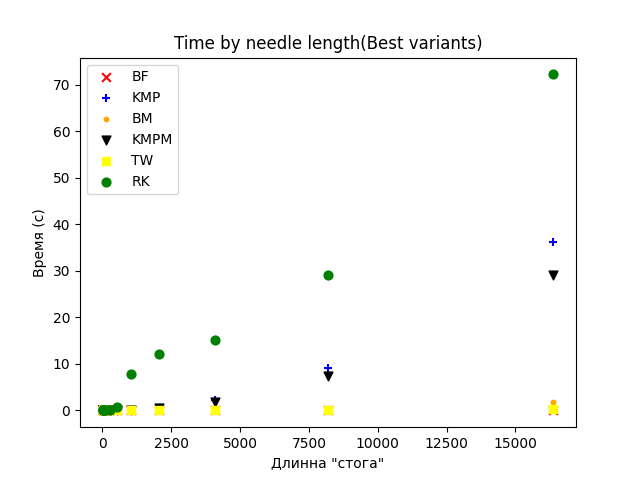 Time by needle length(Best variants)
Время (с)
70
60
50
40
30
20
10
0
BF
KMP
BM
KMPM
TW
RK
0 2500 5000 7500 10000 12500 15000
Длинна "стога"